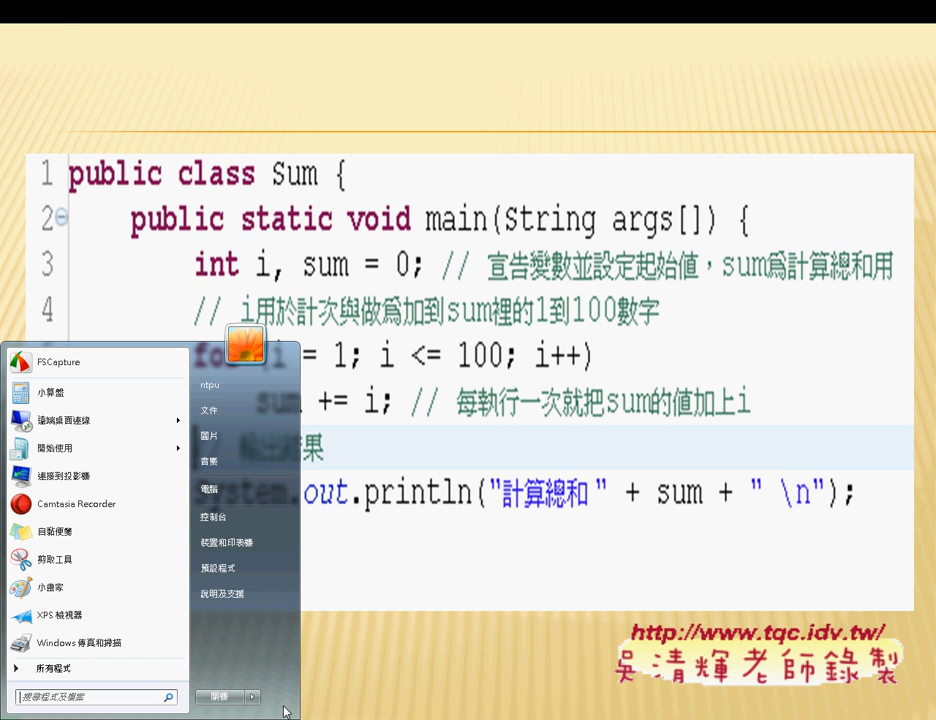 1 public class Sum {
2 public static void main(String args[]) {
3 int i, sum = 0; // 宣告變數並設定起始值，sum為計算總和用
4 // i用於計次與做為加到sum裡的1到100數字
for (i = 1; i <= 100; i++)
sum += i; // 每執行一次就把sum的值加上i
// 輸出結果
System.out.println("計算總和 " + sum + " \n");
FSCapture
小算盤
遠端桌面連線
開始使用
連接到投影機
Camtasia Recorder
自黏便箋
剪取工具
小畫家
XPS 檢視器
Windows 傳真和掃描
所有程式
搜尋程式及檔案
ntpu
文件
圖片
音樂
電腦
控制台
裝置和印表機
預設程式
說明及支援
關機
http://www.tqc.idv.tw/
吳清輝老師錄製